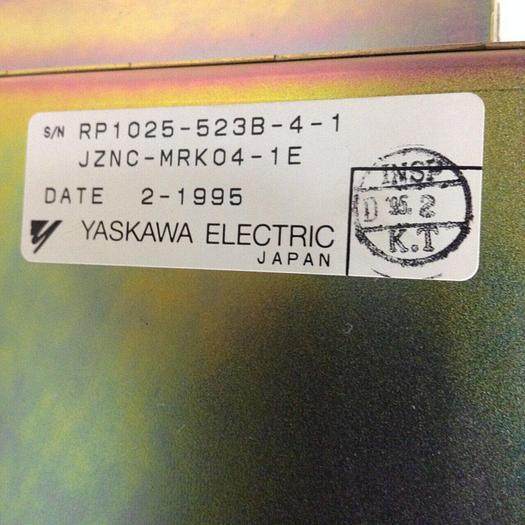 S/N RP1025-523B-4-1
JZNC-MRK04-1E
DATE 2-1995
YASKAWA ELECTRIC
JAPAN
INSP
D '95.2
K.T